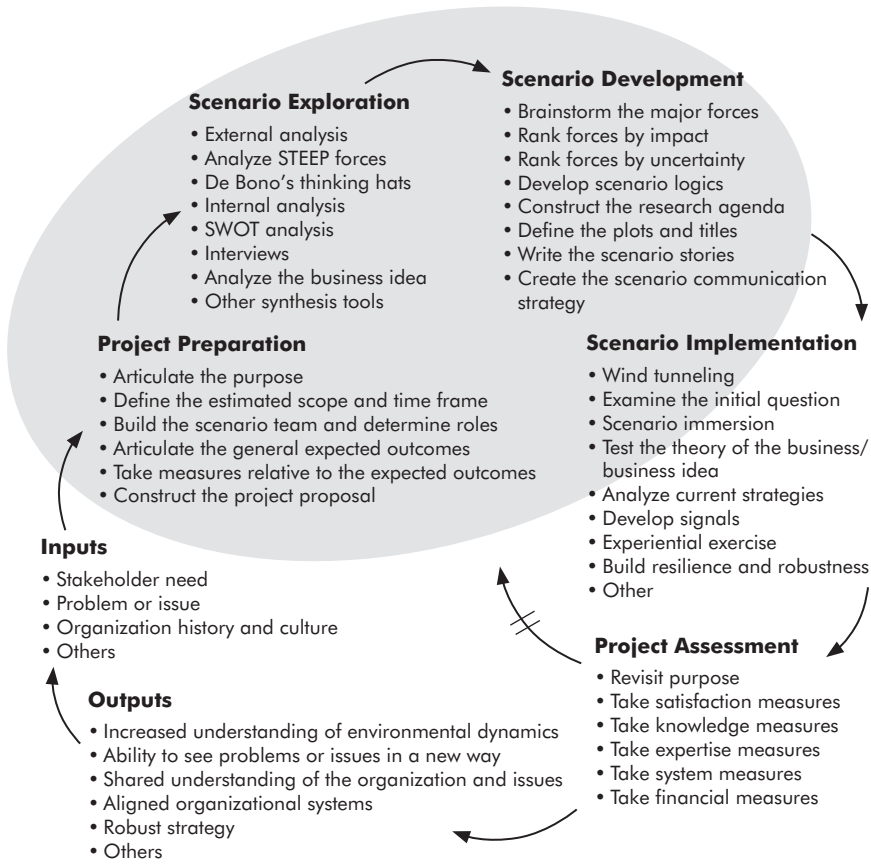 Scenario Exploration
• External analysis
• Analyze STEEP forces
• De Bono's thinking hats
• Internal analysis
• SWOT analysis
• Interviews
• Analyze the business idea
• Other synthesis tools
Scenario Development
• Brainstorm the major forces
• Rank forces by impact
• Rank forces by uncertainty
• Develop scenario logics
• Construct the research agenda
• Define the plots and titles
• Write the scenario stories
• Create the scenario communication
strategy
Project Preparation
• Articulate the purpose
• Define the estimated scope and time frame
• Build the scenario team and determine roles
• Articulate the general expected outcomes
• Take measures relative to the expected outcomes
• Construct the project proposal
Scenario Implementation
• Wind tunneling
• Examine the initial question
• Scenario immersion
• Test the theory of the business/
business idea
• Analyze current strategies
• Develop signals
• Experiential exercise
• Build resilience and robustness
• Other
Inputs
• Stakeholder need
• Problem or issue
• Organization history and culture
• Others
Project Assessment
• Revisit purpose
• Take satisfaction measures
• Take knowledge measures
• Take expertise measures
• Take system measures
• Take financial measures
Outputs
• Increased understanding of environmental dynamics
• Ability to see problems or issues in a new way
• Shared understanding of the organization and issues
• Aligned organizational systems
• Robust strategy
• Others